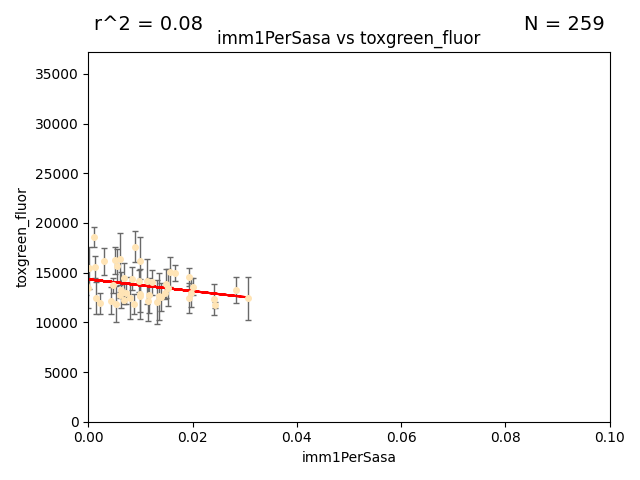 r^2 = 0.08
N = 259
imm1PerSasa vs toxgreen_fluor
toxgreen_fluor
35000
30000
25000
20000
15000
10000
5000
0
0.00
0.02
0.04
0.06
0.08
0.10
imm1PerSasa